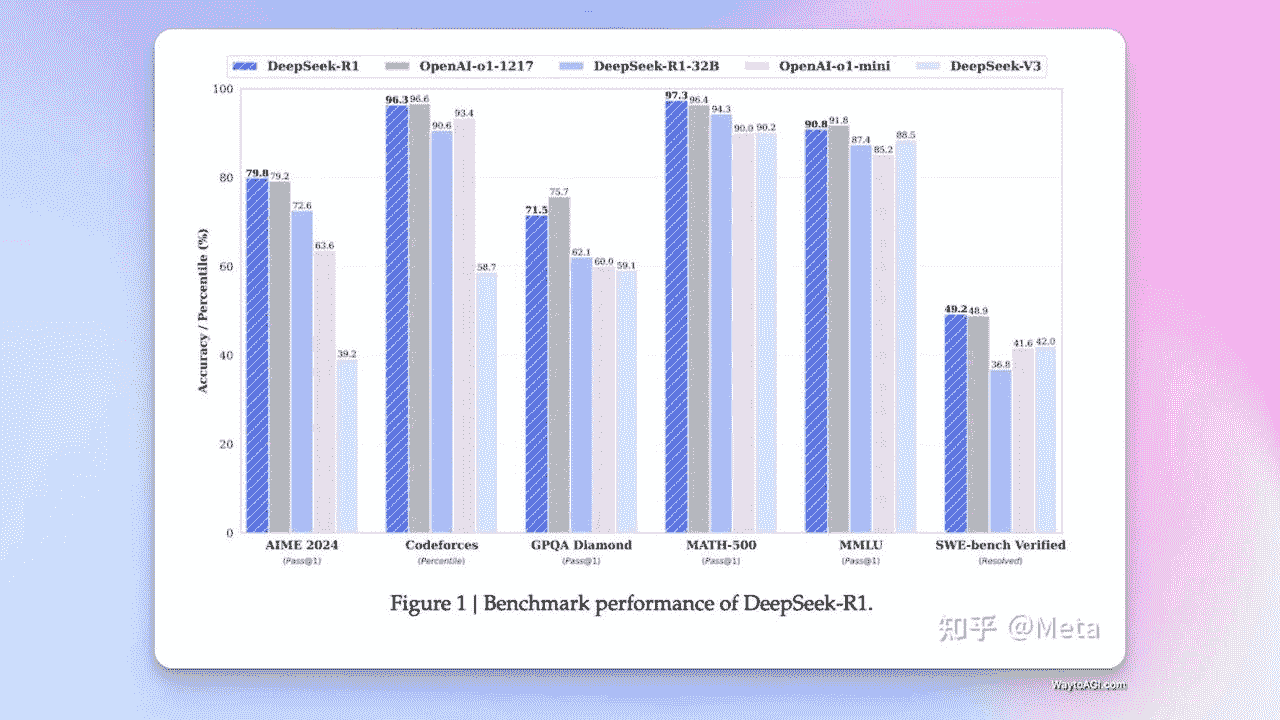 DeepSeek-R1 OpenAI-o1-1217 DeepSeek-R1-32B OpenAI-o1-mini DeepSeek-V3
Accuracy / Percentile (%)
100
80
60
40
20
0
79.8 79.2 72.6 63.6 39.2
96.3 96.6 90.6 93.4 58.7
71.5 75.7 62.1 60.0 59.1
97.3 96.4 94.3 90.0 90.2
90.8 91.8 87.4 85.2 88.5
49.2 48.9 36.8 41.6 42.0
AIME 2024 Codeforces GPQA Diamond MATH-500 MMLU SWE-bench Verified
(Pass@1) (Percentile) (Pass@1) (Pass@1) (Pass@1) (Resolved)
Figure 1 | Benchmark performance of DeepSeek-R1.
知乎 @Meta
WaytoAGI.com